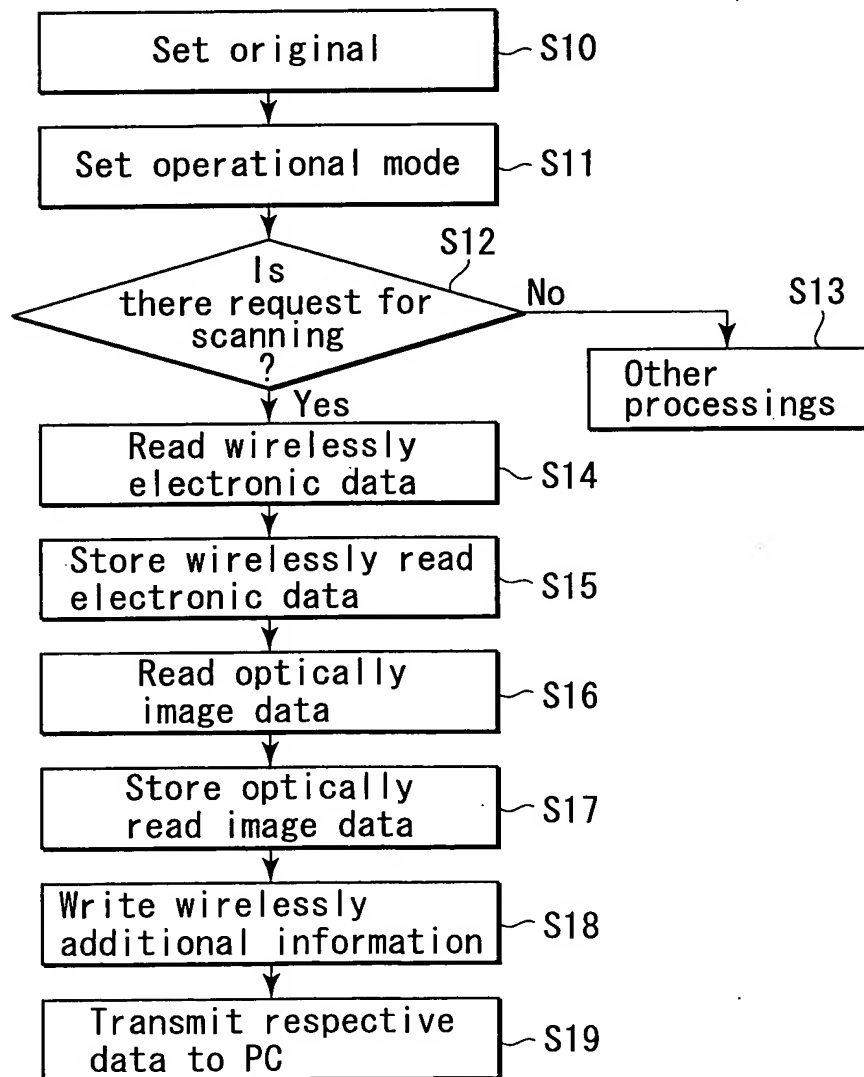 Set original
S10
Set operational mode
S11
S12
Is
there request for
scanning
?
No
S13
Other
processings
Yes
Read wirelessly
electronic data
S14
Store wirelessly read
electronic data
S15
Read optically
image data
S16
Store optically
read image data
S17
Write wirelessly
additional information
S18
Transmit respective
data to PC
S19